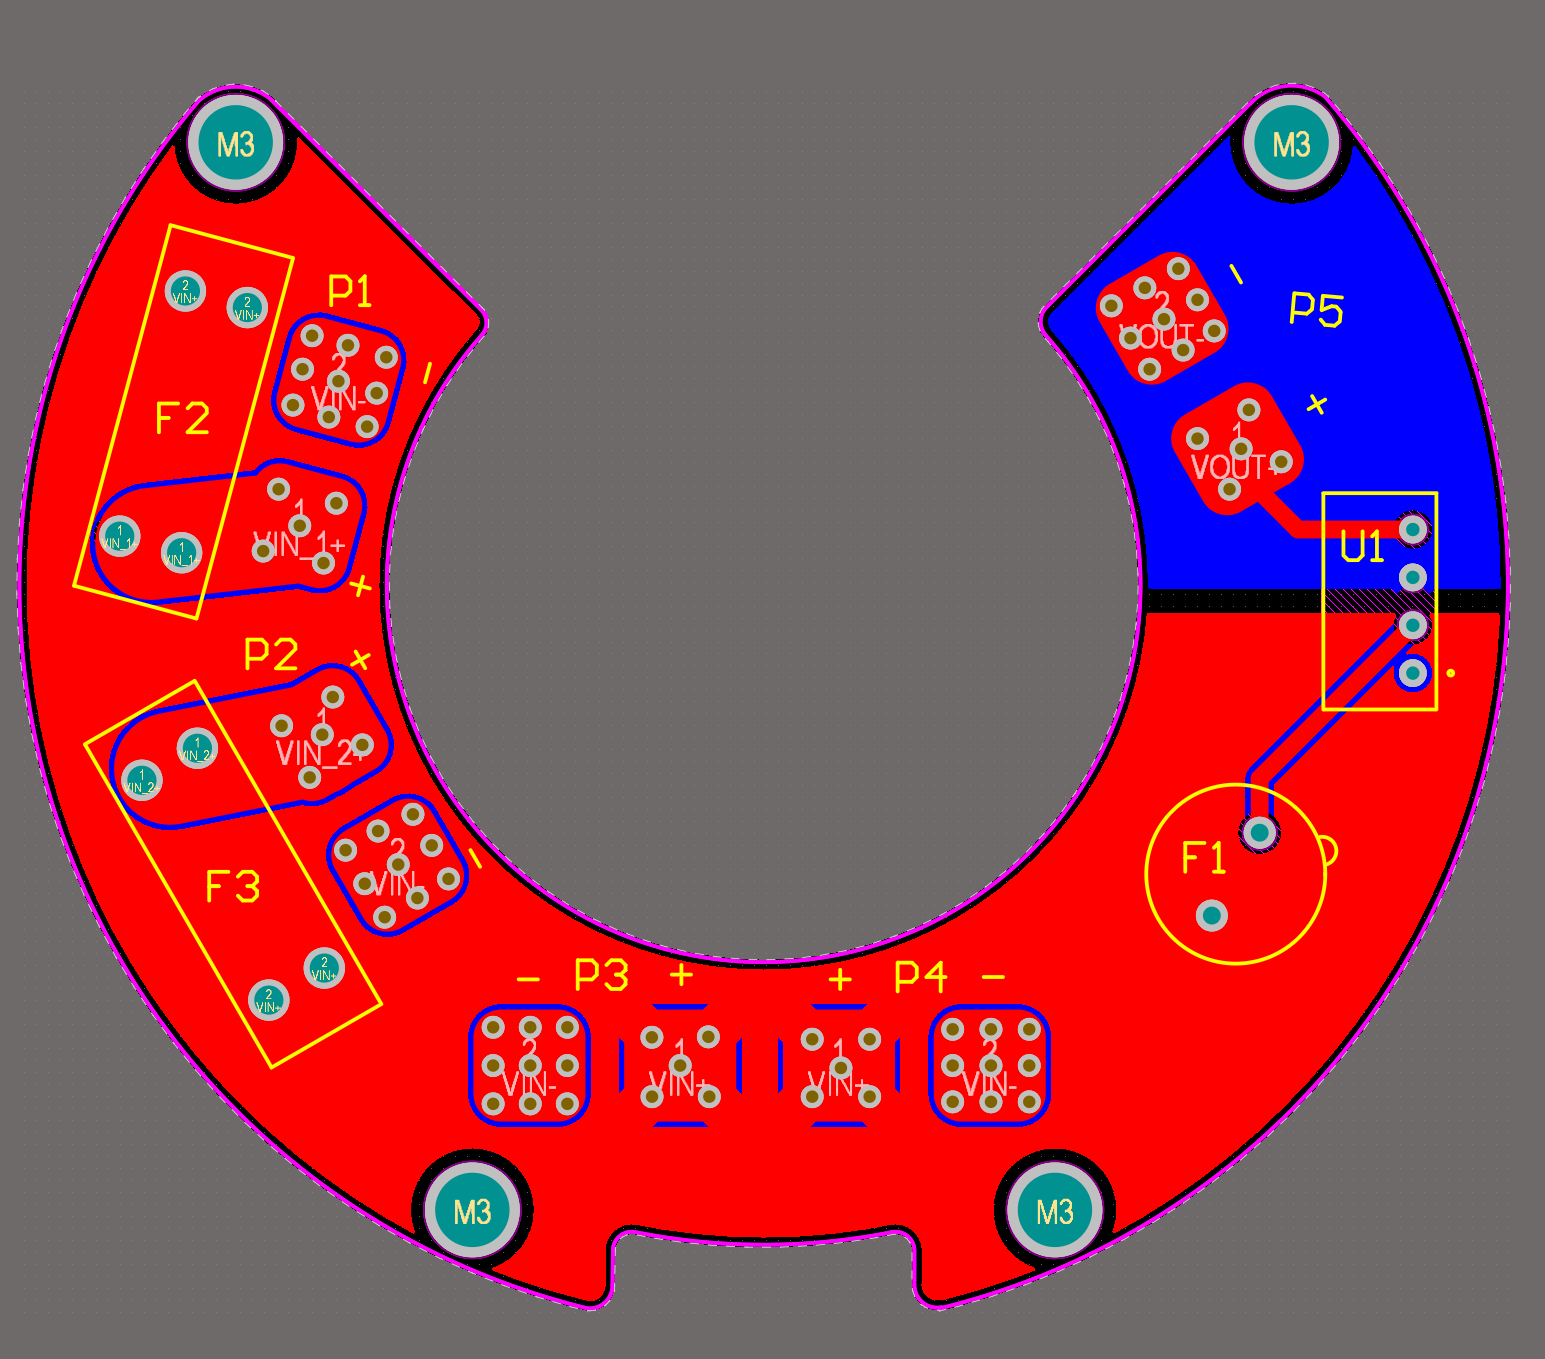 M3
M3
2
VIN+
2
VIN+
P1
2
VIN-
-
F2
1
VIN_1+
1
VIN_1+
1
VIN_1+
+
-
P5
2
VOUT-
+
1
VOUT+
U1
P2
+
1
VIN_2+
1
VIN_2+
1
VIN_2+
2
VIN-
-
F3
2
VIN+
2
VIN+
F1
- P3 +
+ P4 -
2
VIN-
1
VIN+
1
VIN+
2
VIN-
M3
M3